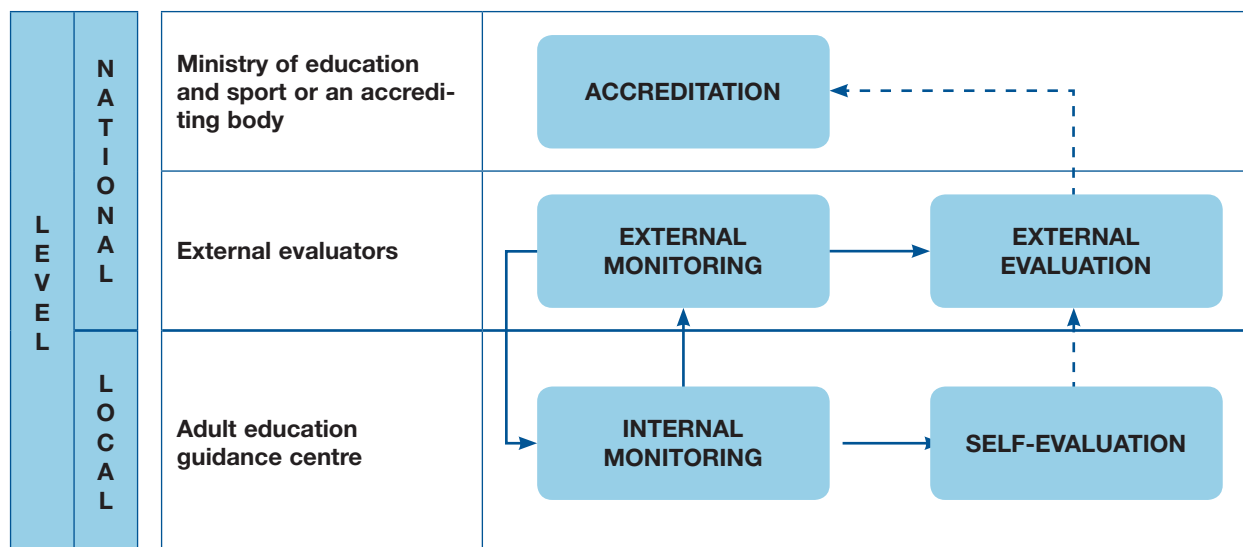 LEVEL
NATIONAL
Ministry of education
and sport or an accredi-
ting body
ACCREDITATION
External evaluators
EXTERNAL
MONITORING
EXTERNAL
EVALUATION
LOCAL
Adult education
guidance centre
INTERNAL
MONITORING
SELF-EVALUATION